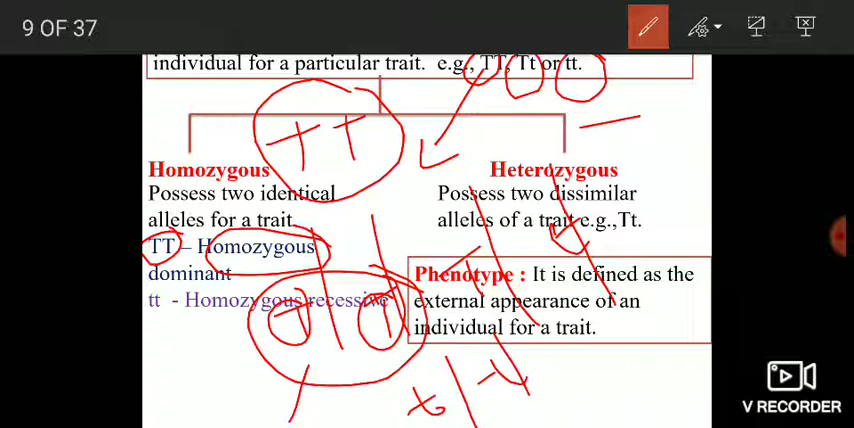 9 OF 37
individual for a particular trait. e.g., TT, Tt or tt.
T T
Homozygous
Possess two identical
alleles for a trait.
TT – Homozygous
dominant
tt - Homozygous recessive
T T
Heterozygous
Possess two dissimilar
alleles of a trait e.g.,Tt.
Phenotype : It is defined as the
external appearance of an
individual for a trait.
T t
t t
V RECORDER